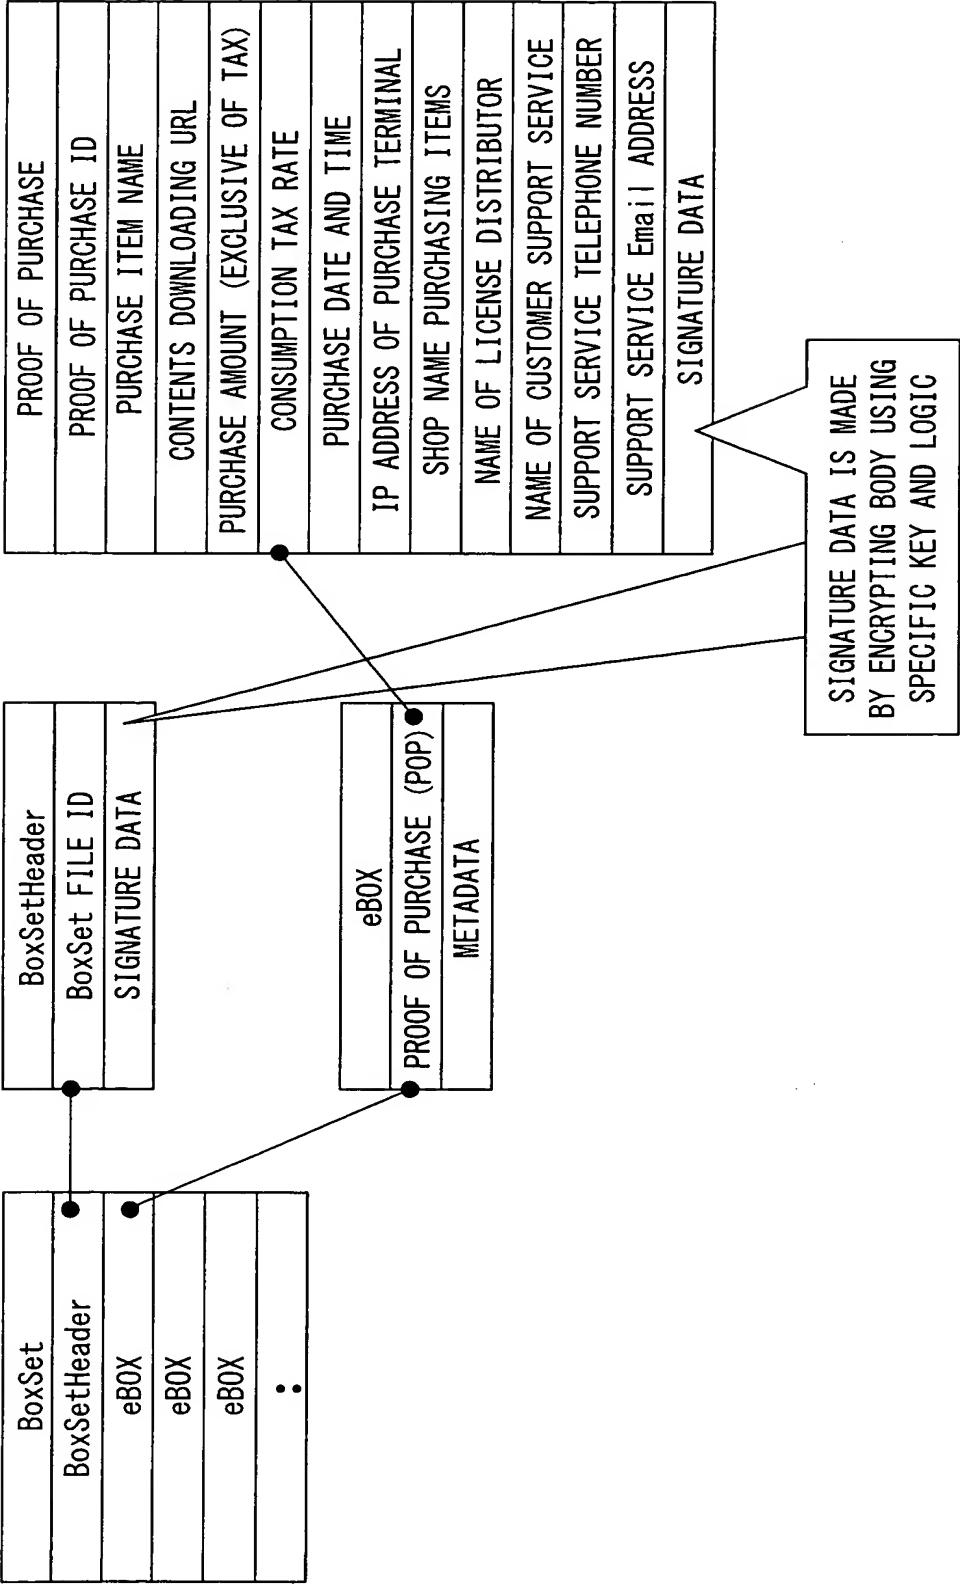 BoxSet
BoxSetHeader
eBOX
eBOX
eBOX
:
BoxSetHeader
BoxSet FILE ID
SIGNATURE DATA
eBOX
PROOF OF PURCHASE (POP)
METADATA
PROOF OF PURCHASE
PROOF OF PURCHASE ID
PURCHASE ITEM NAME
CONTENTS DOWNLOADING URL
PURCHASE AMOUNT (EXCLUSIVE OF TAX)
CONSUMPTION TAX RATE
PURCHASE DATE AND TIME
IP ADDRESS OF PURCHASE TERMINAL
SHOP NAME PURCHASING ITEMS
NAME OF LICENSE DISTRIBUTOR
NAME OF CUSTOMER SUPPORT SERVICE
SUPPORT SERVICE TELEPHONE NUMBER
SUPPORT SERVICE Email ADDRESS
SIGNATURE DATA
SIGNATURE DATA IS MADE
BY ENCRYPTING BODY USING
SPECIFIC KEY AND LOGIC